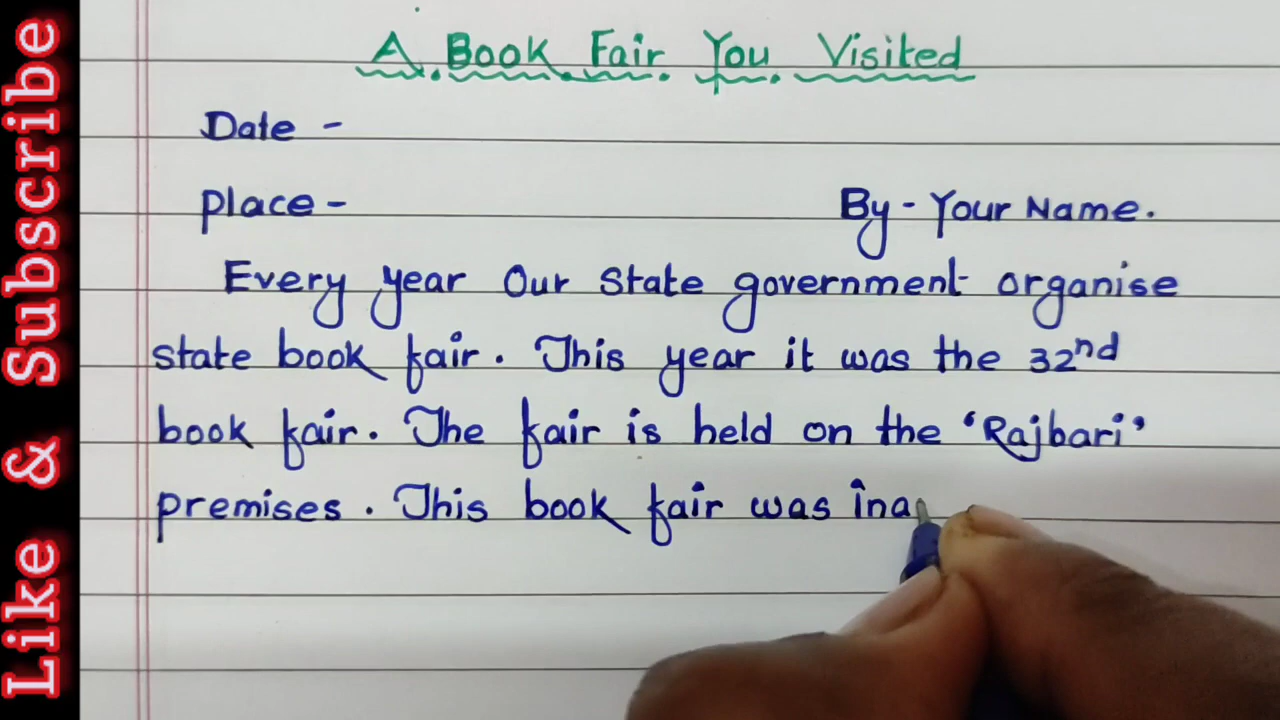 Like & Subscribe
A Book Fair You Visited
Date -
Place -
By - Your Name.
Every year Our State government organise
state book fair. This year it was the 32nd
book fair. The fair is held on the 'Rajbari'
premises. This book fair was ina